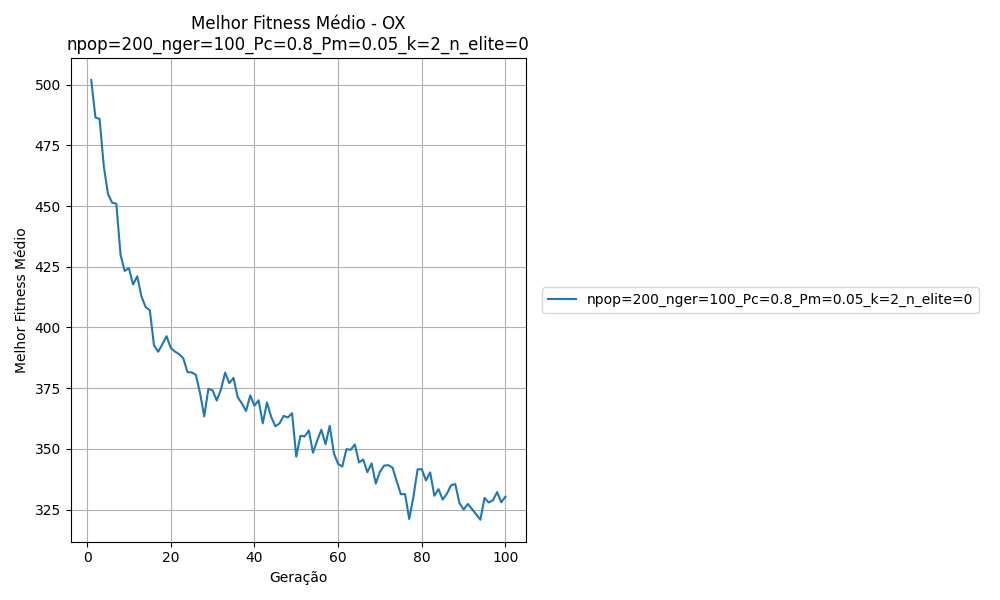 Melhor Fitness Médio - OX
npop=200_nger=100_Pc=0.8_Pm=0.05_k=2_n_elite=0
500
475
450
425
400
375
350
325
Melhor Fitness Médio
0 20 40 60 80 100
Geração
npop=200_nger=100_Pc=0.8_Pm=0.05_k=2_n_elite=0